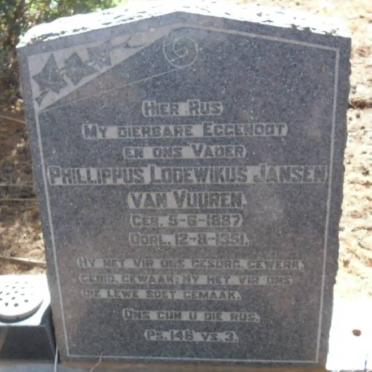 HIER RUS
MY DIERBARE EGGENOOT
EN ONS VADER
PHILLIPPUS LODEWIKUS JANSEN
VAN VUUREN.
GEB. 5-6-1887
OORL. 12-8-1951.
HY HET VIR ONS GESORG, GEWERK,
GEBID, GEWAAK; HY HET VIR ONS
DIE LEWE SOET GEMAAK.
ONS GUN U DIE RUS.
PS. 146 VS. 3.